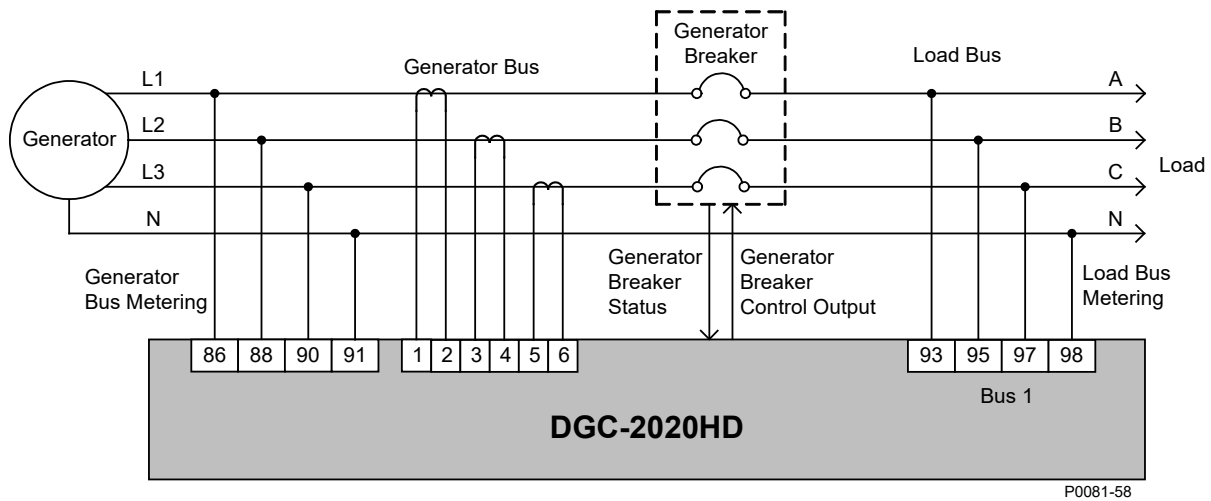 Generator
Breaker
Generator Bus
Load Bus
L1
A
Generator
L2
B
L3
C
Load
N
N
Generator
Bus Metering
Generator
Breaker
Status
Generator
Breaker
Control Output
Load Bus
Metering
86 88 90 91 1 2 3 4 5 6 93 95 97 98
Bus 1
DGC-2020HD
P0081-58